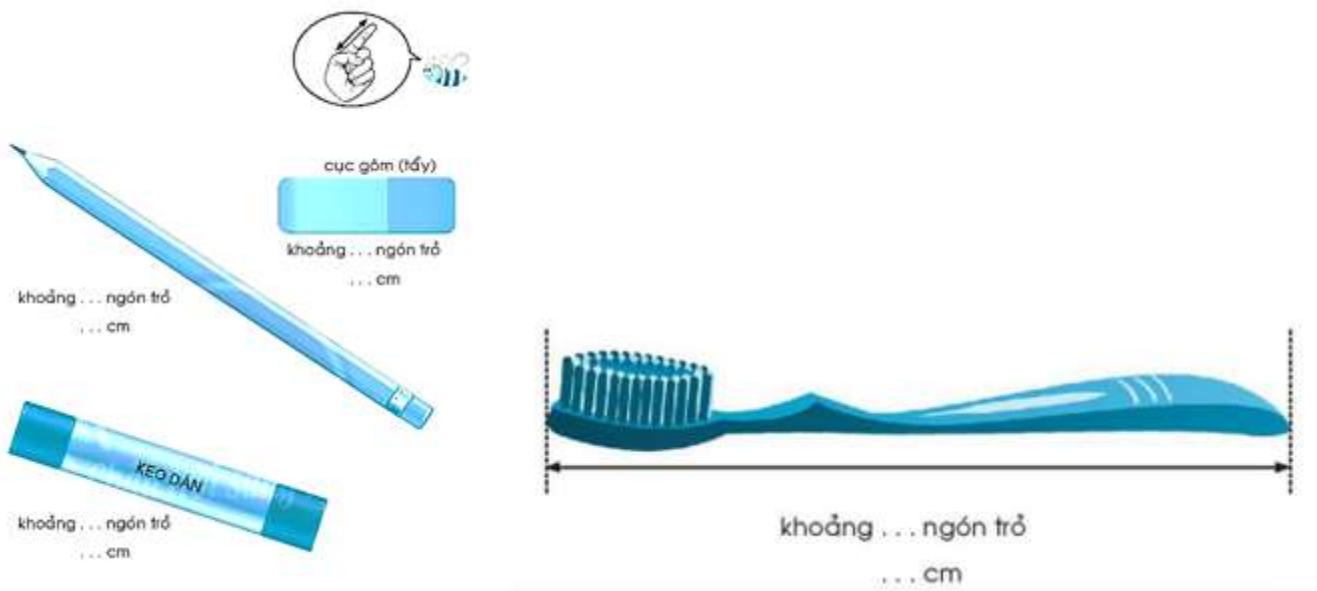 cục gôm (tẩy)
khoảng . . . ngón trỏ
. . . cm
khoảng . . . ngón trỏ
. . . cm
KEO DÁN
khoảng . . . ngón trỏ
. . . cm
khoảng . . . ngón trỏ
. . . cm